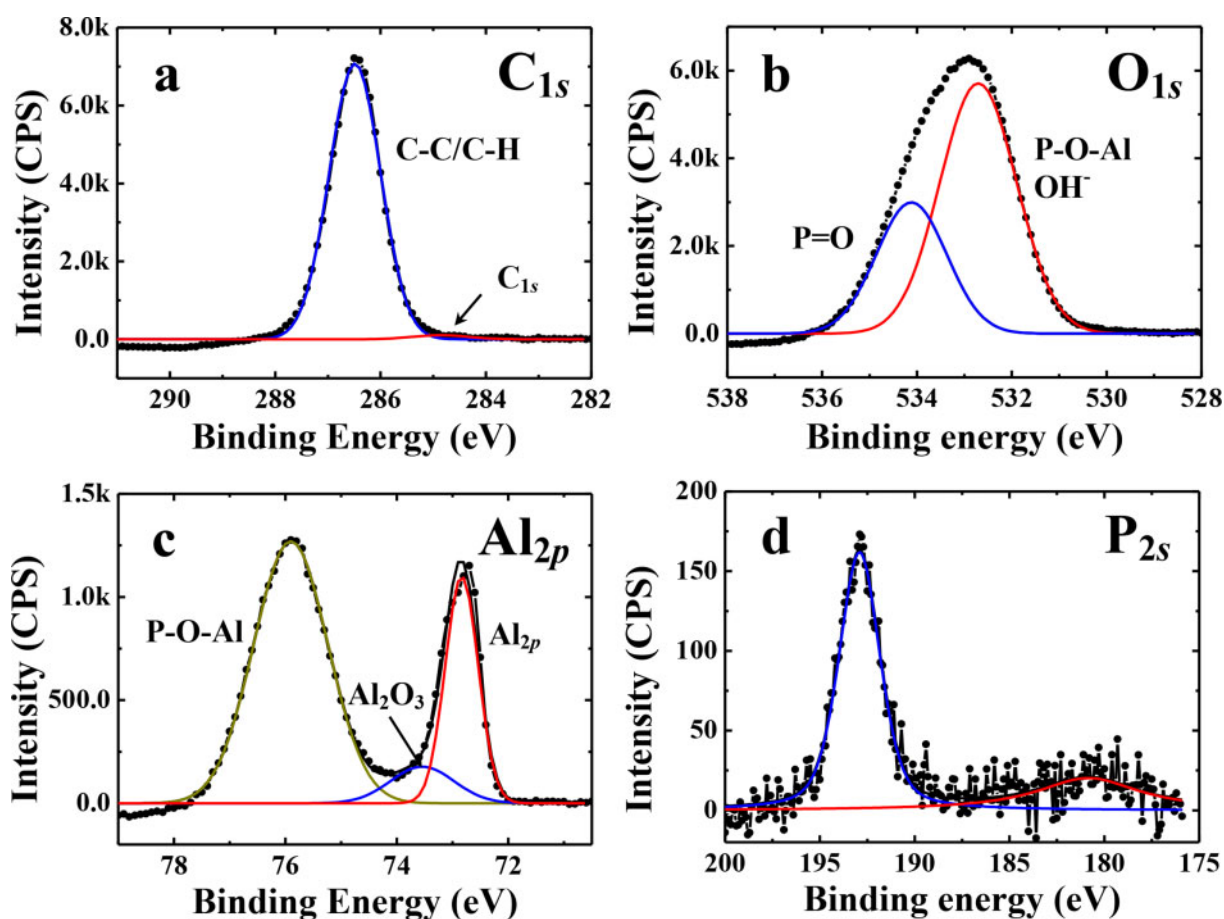 a
C1s
8.0k
6.0k
4.0k
2.0k
0.0
C-C/C-H
C1s
290 288 286 284 282
Binding Energy (eV)
Intensity (CPS)
b
O1s
6.0k
4.0k
2.0k
0.0
P-O-Al
OH-
P=O
538 536 534 532 530 528
Binding energy (eV)
Intensity (CPS)
c
Al2p
1.5k
1.0k
500.0
0.0
P-O-Al
Al2p
Al2O3
78 76 74 72
Binding Energy (eV)
Intensity (CPS)
d
P2s
200
150
100
50
0
200 195 190 185 180 175
Binding energy (eV)
Intensity (CPS)